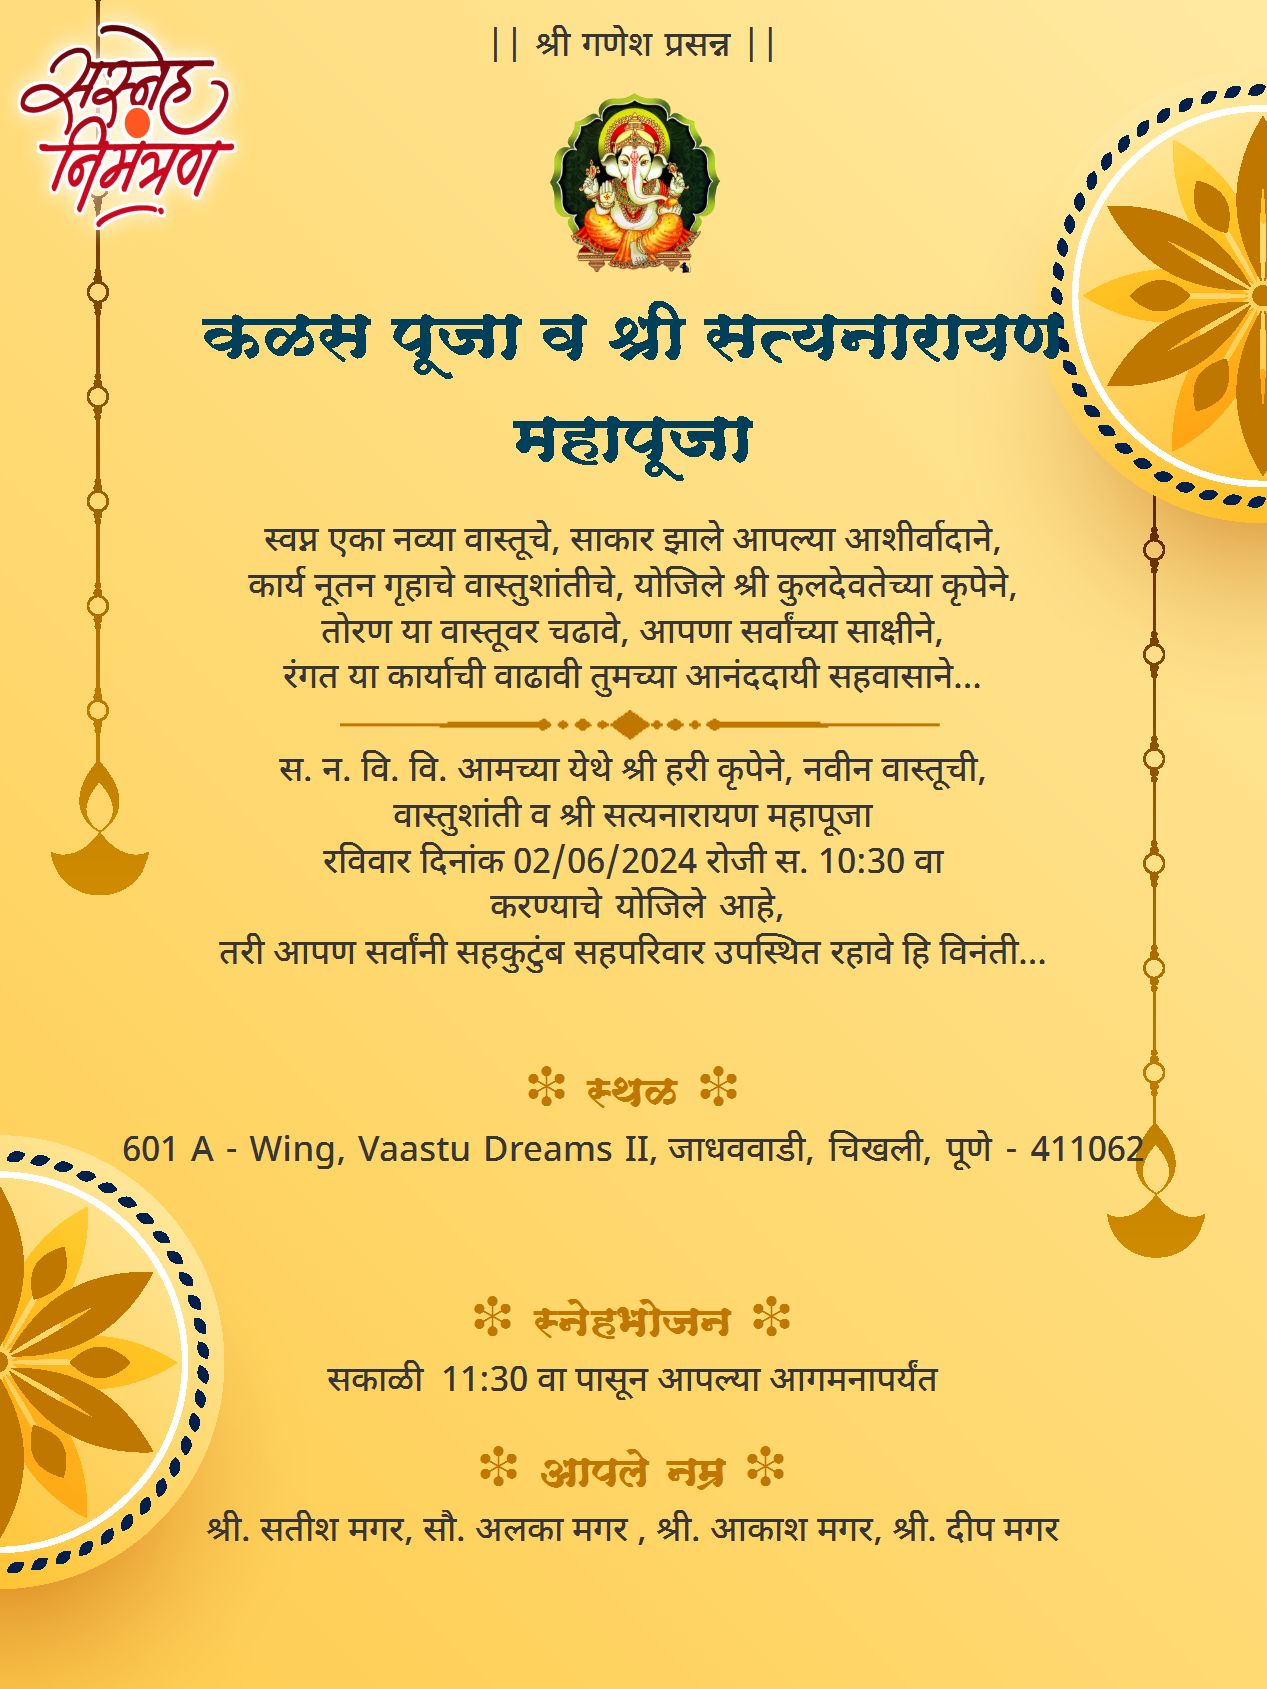 || श्री गणेश प्रसन्न ||
सस्नेह
निमंत्रण
कळस पूजा व श्री सत्यनारायण
महापूजा
स्वप्न एका नव्या वास्तूचे, साकार झाले आपल्या आशीर्वादाने,
कार्य नूतन गृहाचे वास्तुशांतीचे, योजिले श्री कुलदेवतेच्या कृपेने,
तोरण या वास्तूवर चढावे, आपणा सर्वांच्या साक्षीने,
रंगत या कार्याची वाढावी तुमच्या आनंददायी सहवासाने...
स. न. वि. वि. आमच्या येथे श्री हरी कृपेने, नवीन वास्तूची,
वास्तुशांती व श्री सत्यनारायण महापूजा
रविवार दिनांक 02/06/2024 रोजी स. 10:30 वा
करण्याचे योजिले आहे,
तरी आपण सर्वांनी सहकुटुंब सहपरिवार उपस्थित रहावे हि विनंती...
स्थळ
601 A - Wing, Vaastu Dreams II, जाधववाडी, चिखली, पूणे - 411062
स्नेहभोजन
सकाळी 11:30 वा पासून आपल्या आगमनापर्यंत
आपले नम्र
श्री. सतीश मगर, सौ. अलका मगर , श्री. आकाश मगर, श्री. दीप मगर